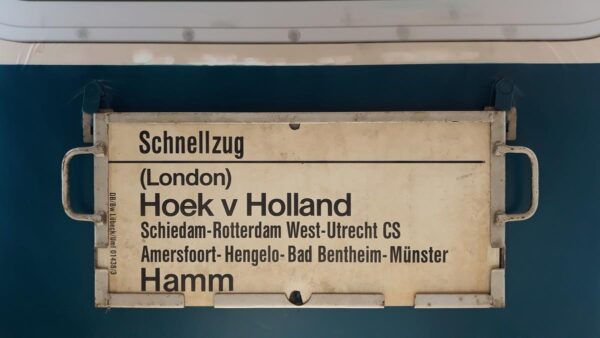 Schnellzug
(London)
Hoek v Holland
Schiedam-Rotterdam West-Utrecht CS
Amersfoort-Hengelo-Bad Bentheim-Münster
Hamm